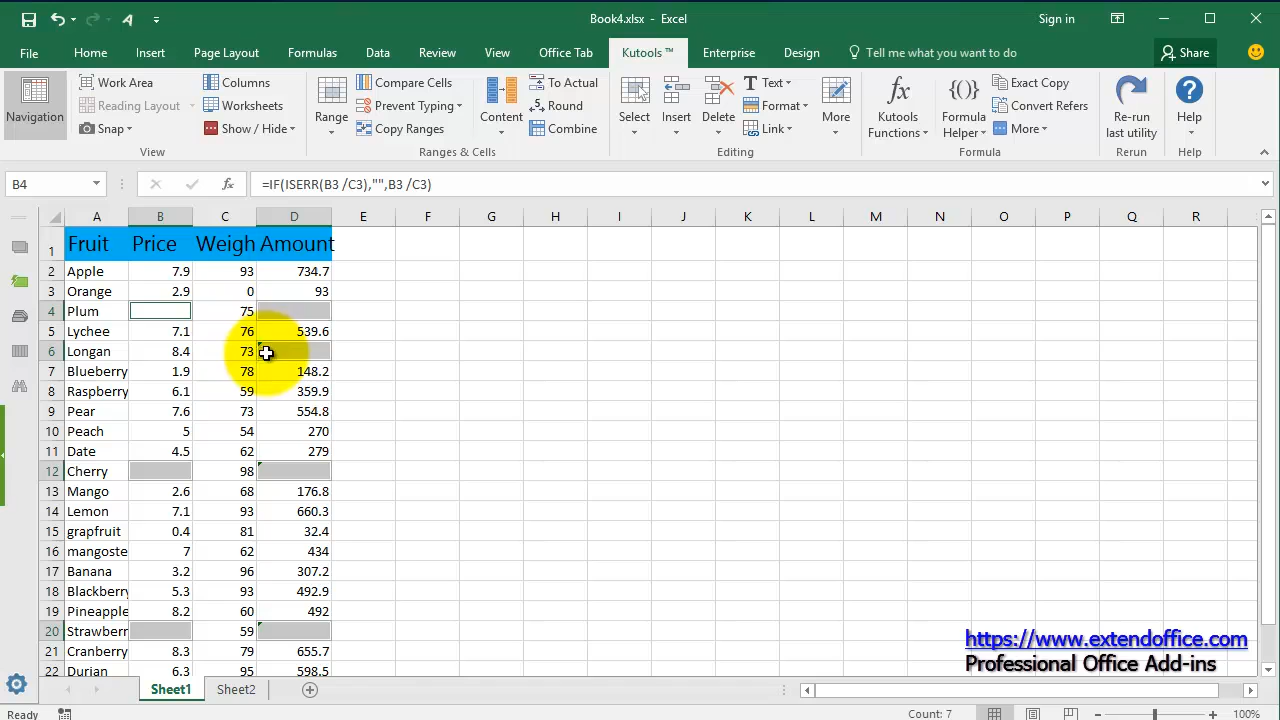 Book4.xlsx - Excel
Sign in
File Home Insert Page Layout Formulas Data Review View Office Tab Kutools ™ Enterprise Design Tell me what you want to do Share
Navigation
Work Area
Reading Layout
Snap
Columns
Worksheets
Show / Hide
View
Range
Compare Cells
Prevent Typing
Copy Ranges
Content
To Actual
Round
Combine
Ranges & Cells
Select
Insert
Delete
Text
Format
Link
More
Editing
Kutools
Functions
Formula
Helper
Exact Copy
Convert Refers
More
Formula
Re-run
last utility
Rerun
Help
Help
B4 fx =IF(ISERR(B3 /C3),"",B3 /C3)
A B C D E F G H I J K L M N O P Q R
1 Fruit Price Weigh Amount
2 Apple 7.9 93 734.7
3 Orange 2.9 0 93
4 Plum 75
5 Lychee 7.1 76 539.6
6 Longan 8.4 73
7 Blueberry 1.9 78 148.2
8 Raspberry 6.1 59 359.9
9 Pear 7.6 73 554.8
10 Peach 5 54 270
11 Date 4.5 62 279
12 Cherry 98
13 Mango 2.6 68 176.8
14 Lemon 7.1 93 660.3
15 grapfruit 0.4 81 32.4
16 mangoste 7 62 434
17 Banana 3.2 96 307.2
18 Blackberry 5.3 93 492.9
19 Pineapple 8.2 60 492
20 Strawberr 59
21 Cranberry 8.3 79 655.7
22 Durian 6.3 95 598.5
https://www.extendoffice.com
Professional Office Add-ins
Sheet1 Sheet2
Ready Count: 7 100%